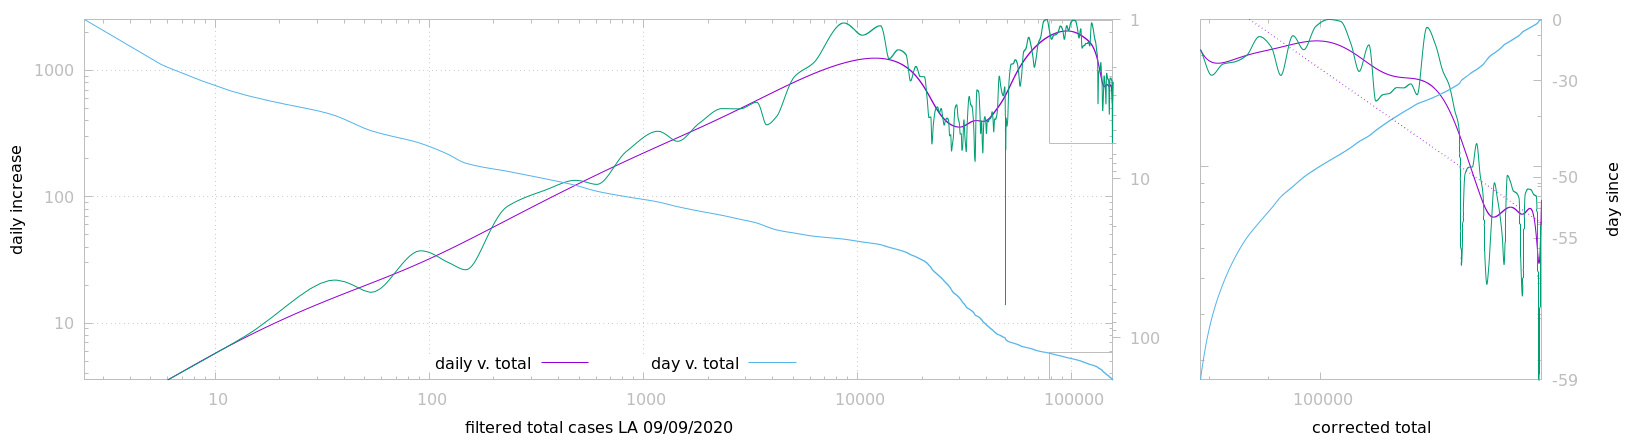 1
0
1000
-30
daily increase
100
10
-50
day since
-55
10
100
daily v. total
day v. total
-59
10
100
1000
10000
100000
100000
filtered total cases LA 09/09/2020
corrected total